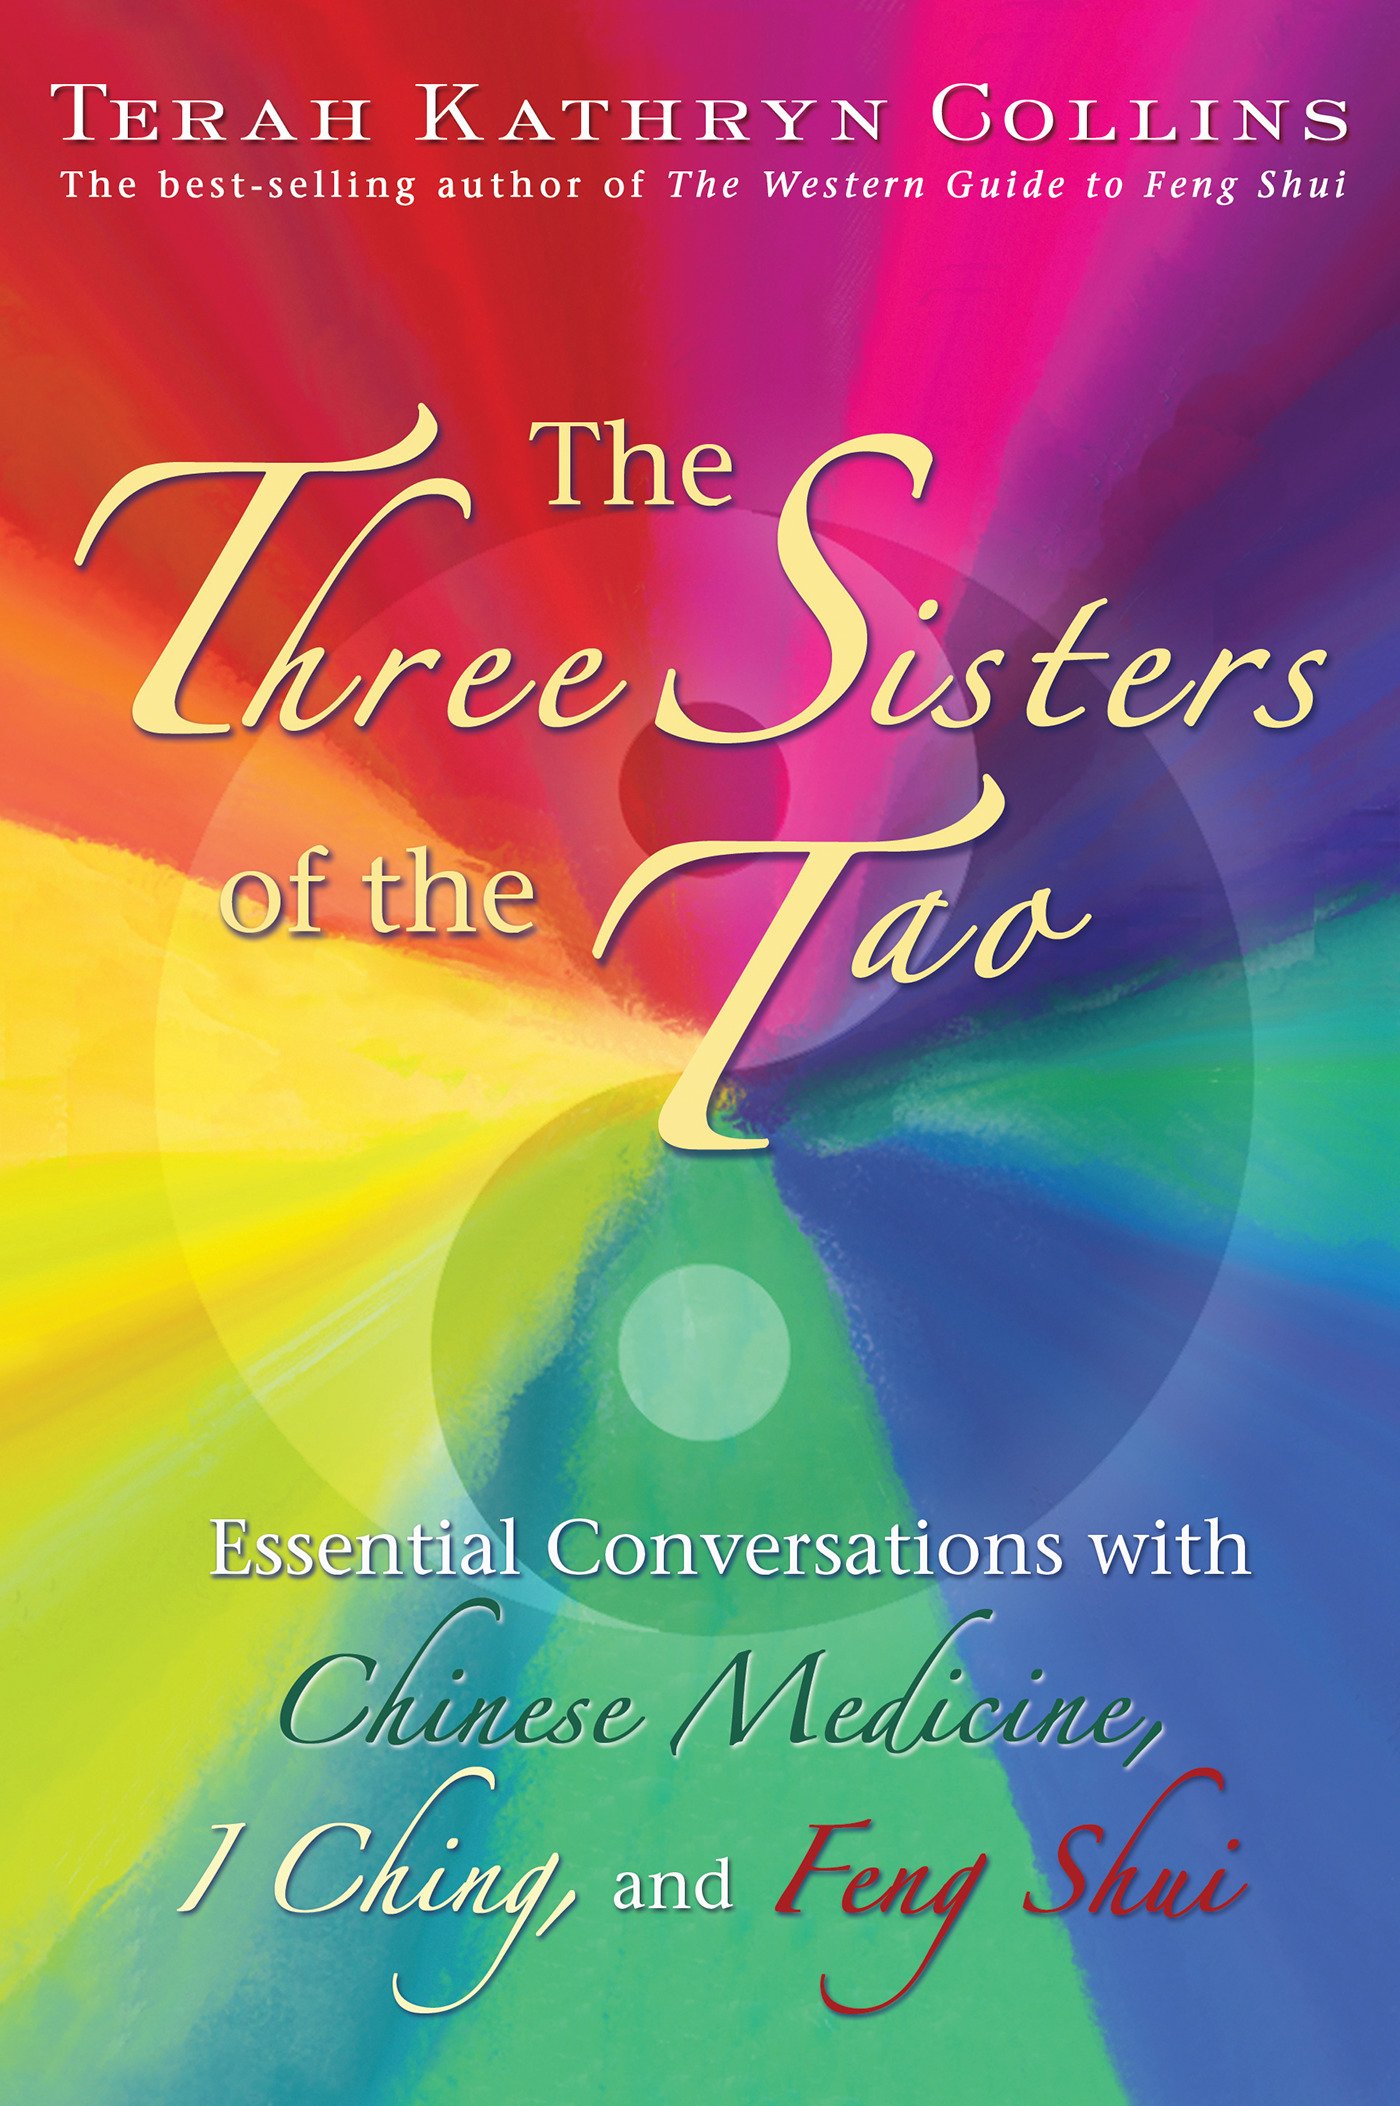 TERAH KATHRYN COLLINS
The best-selling author of The Western Guide to Feng Shui
The
Three Sisters
of the Tao
Essential Conversations with
Chinese Medicine,
I Ching, and Feng Shui